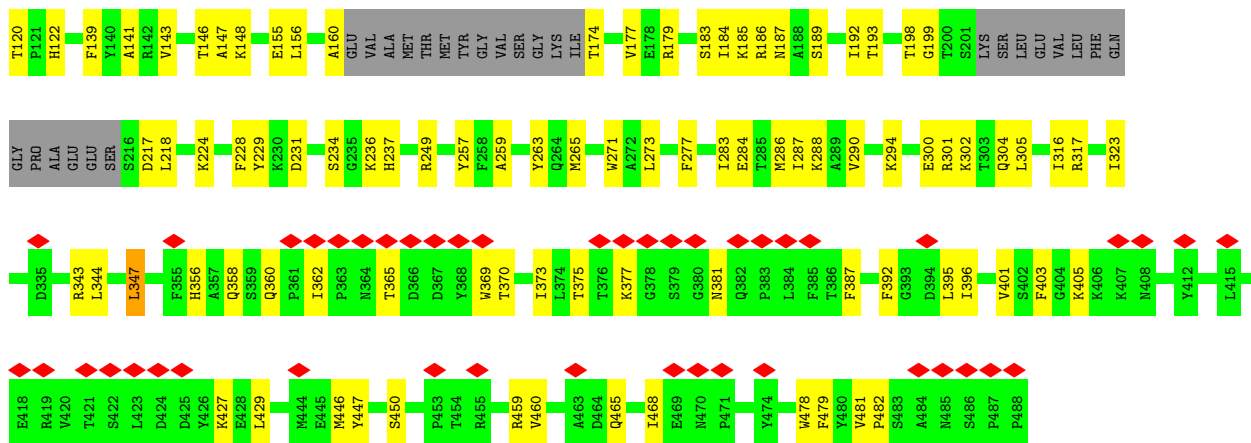 T120 P121 H122 F139 Y140 A141 R142 V143 T146 A147 K148 E155 L156 A160 GLU VAL ALA MET THR MET TYR GLY VAL SER GLY LYS ILE T174 V177 E178 R179 S183 I184 K185 R186 N187 A188 S189 I192 T193 T198 G199 T200 S201 LYS SER LEU GLU VAL LEU PHE GLN
GLY PRO ALA GLU GLU SER S216 D217 L218 K224 F228 Y229 K230 D231 S234 G235 K236 H237 R249 Y257 F258 A259 Y263 Q264 M265 W271 A272 L273 F277 I283 E284 T285 M286 I287 K288 A289 V290 K294 E300 R301 K302 T303 Q304 L305 I316 R317 I323
D335 R343 L344 L347 F355 H356 A357 Q358 S359 Q360 P361 I362 P363 N364 T365 D366 D367 Y368 W369 T370 I373 L374 T375 T376 K377 G378 S379 G380 N381 Q382 P383 L384 F385 T386 F387 F392 G393 D394 L395 I396 V401 S402 F403 G404 K405 K406 K407 N408 Y412 L415
E418 R419 V420 T421 S422 L423 D424 D425 Y426 K427 E428 L429 M444 E445 M446 Y447 S450 P453 T454 R455 R459 V460 A463 D464 Q465 I468 E469 N470 P471 Y474 W478 F479 Y480 V481 P482 S483 A484 N485 S486 P487 P488